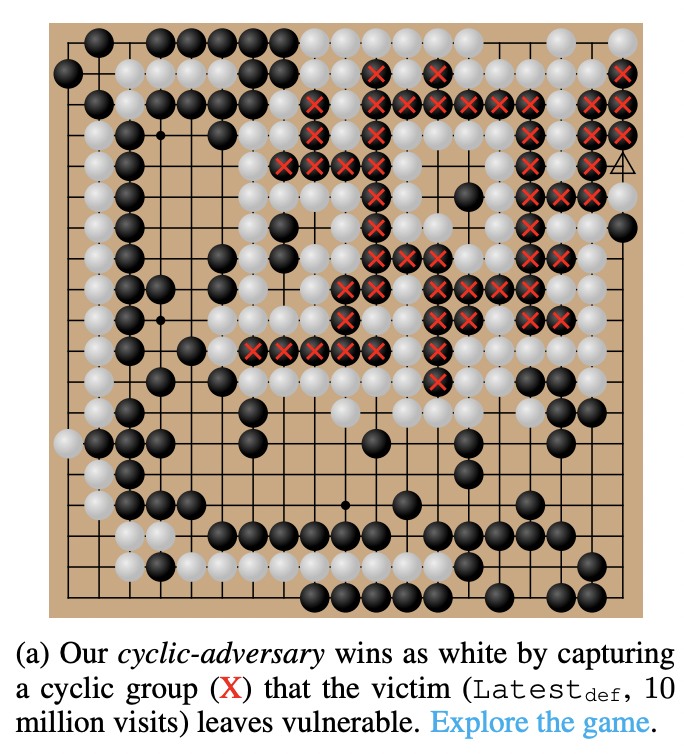 (a) Our cyclic-adversary wins as white by capturing
a cyclic group (X) that the victim (Latestdef, 10
million visits) leaves vulnerable. Explore the game.